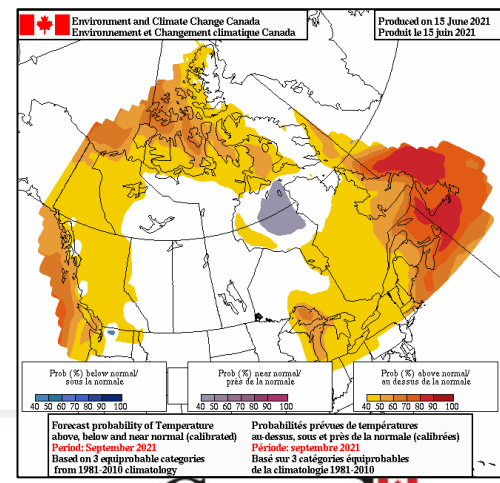 Environment and Climate Change Canada
Environnement et Changement climatique Canada
Produced on 15 June 2021
Produit le 15 juin 2021
Prob (%) below normal/
sous la normale
40 50 60 70 80 90 100
Prob (%) near normal/
près de la normale
40 50 60 70 80 90 100
Prob (%) above normal/
au dessus de la normale
40 50 60 70 80 90 100
Forecast probability of Temperature
above, below and near normal (calibrated)
Period: September 2021
Based on 3 equiprobable categories
from 1981-2010 climatology
Probabilités prévues de températures
au-dessus, sous et près de la normale (calibrées)
Période: septembre 2021
Basé sur 3 catégories équiprobables
de la climatologie 1981-2010